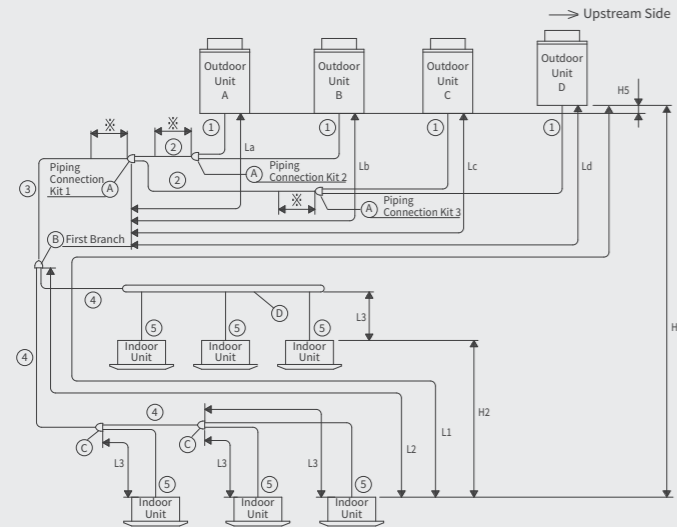 Upstream Side
Outdoor
Unit
A
Outdoor
Unit
B
Outdoor
Unit
C
Outdoor
Unit
D
H5
※
※
1
1
1
1
2
La
Lb
Lc
Ld
Piping
Connection
Kit 1
A
2
A
Piping
Connection Kit 2
3
※
A
Piping
Connection Kit 3
B
First Branch
4
D
L3
H
5
5
5
4
Indoor
Unit
Indoor
Unit
Indoor
Unit
H2
4
L1
L2
C
C
L3
L3
L3
5
5
5
Indoor
Unit
Indoor
Unit
Indoor
Unit